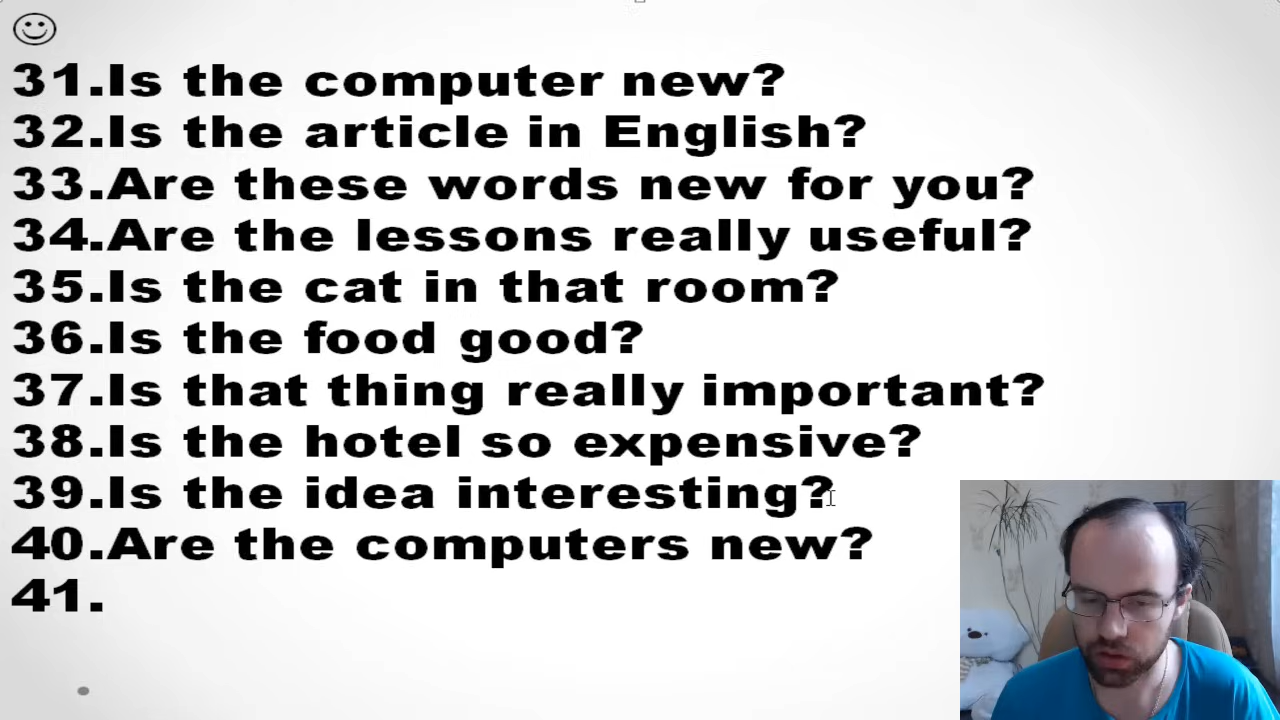 31.Is the computer new?
32.Is the article in English?
33.Are these words new for you?
34.Are the lessons really useful?
35.Is the cat in that room?
36.Is the food good?
37.Is that thing really important?
38.Is the hotel so expensive?
39.Is the idea interesting?
40.Are the computers new?
41.